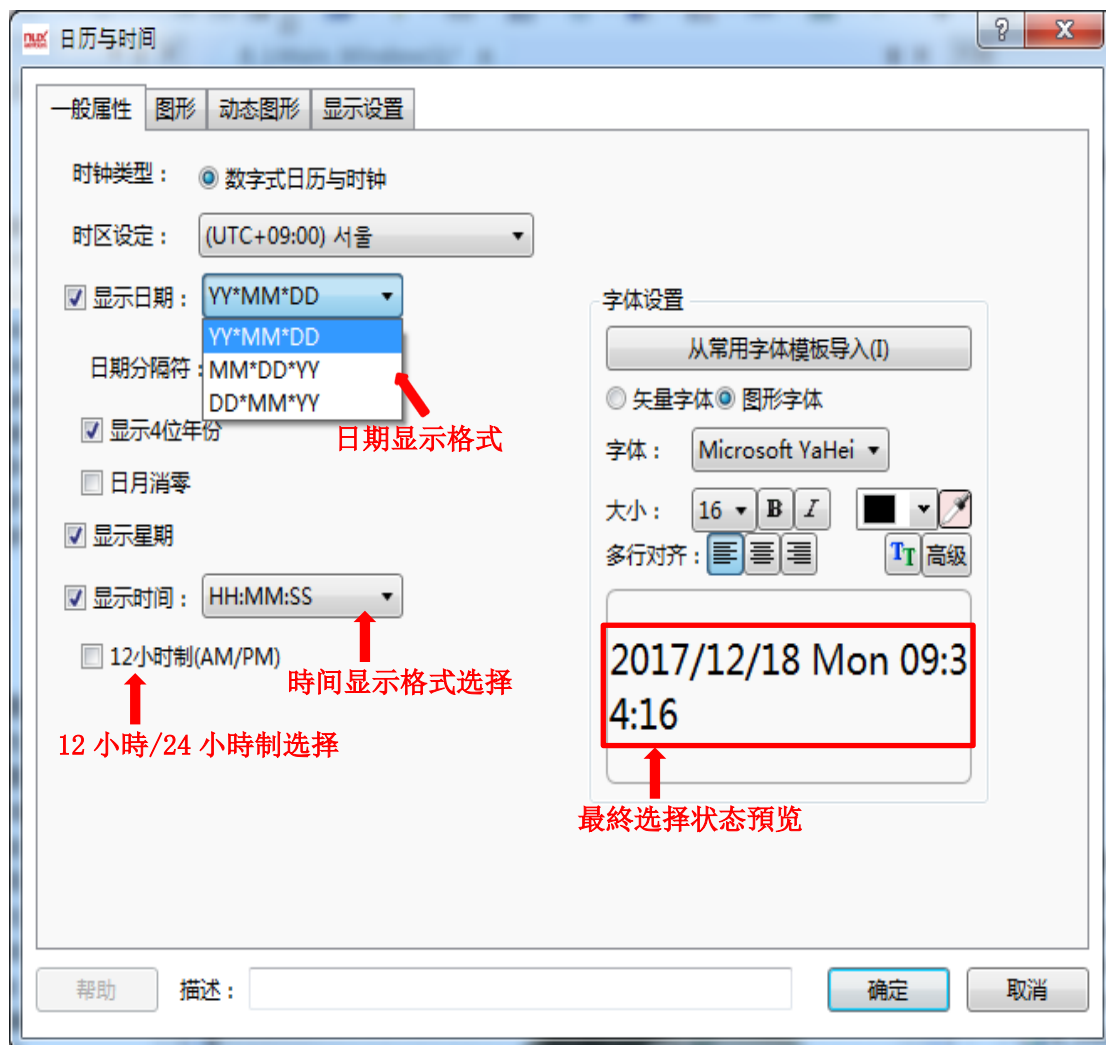 日历与时间
一般属性 图形 动态图形 显示设置
时钟类型： 数字式日历与时钟
时区设定： (UTC+09:00) 서울
显示日期： YY*MM*DD
YY*MM*DD
日期分隔符： MM*DD*YY
DD*MM*YY
日期显示格式
显示4位年份
日月消零
显示星期
显示时间： HH:MM:SS
12小时制(AM/PM)
時间显示格式选择
12 小時/24 小時制选择
字体设置
从常用字体模板导入(I)
矢量字体 图形字体
字体： Microsoft YaHei
大小： 16 B I
多行对齐： TT 高级
2017/12/18 Mon 09:3
4:16
最終选择状态預览
帮助 描述： 确定 取消